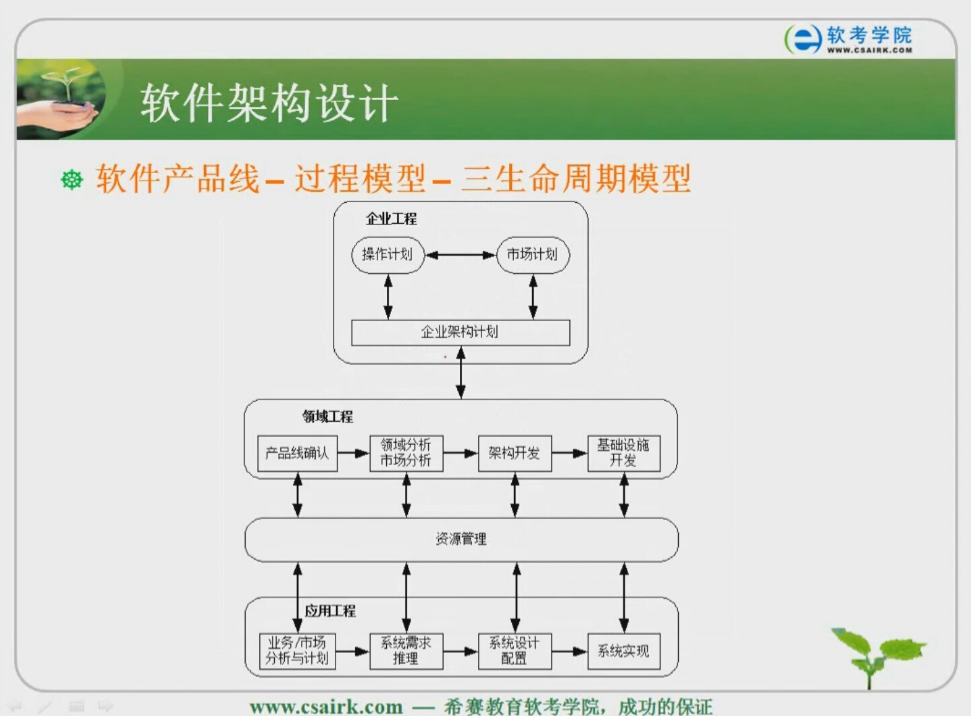 软考学院
WWW.CSAIRK.COM
软件架构设计
软件产品线 – 过程模型 – 三生命周期模型
企业工程
操作计划
市场计划
企业架构计划
领域工程
产品线确认
领域分析
市场分析
架构开发
基础设施
开发
资源管理
应用工程
业务/市场
分析与计划
系统需求
推理
系统设计
配置
系统实现
www.csairk.com — 希赛教育软考学院，成功的保证